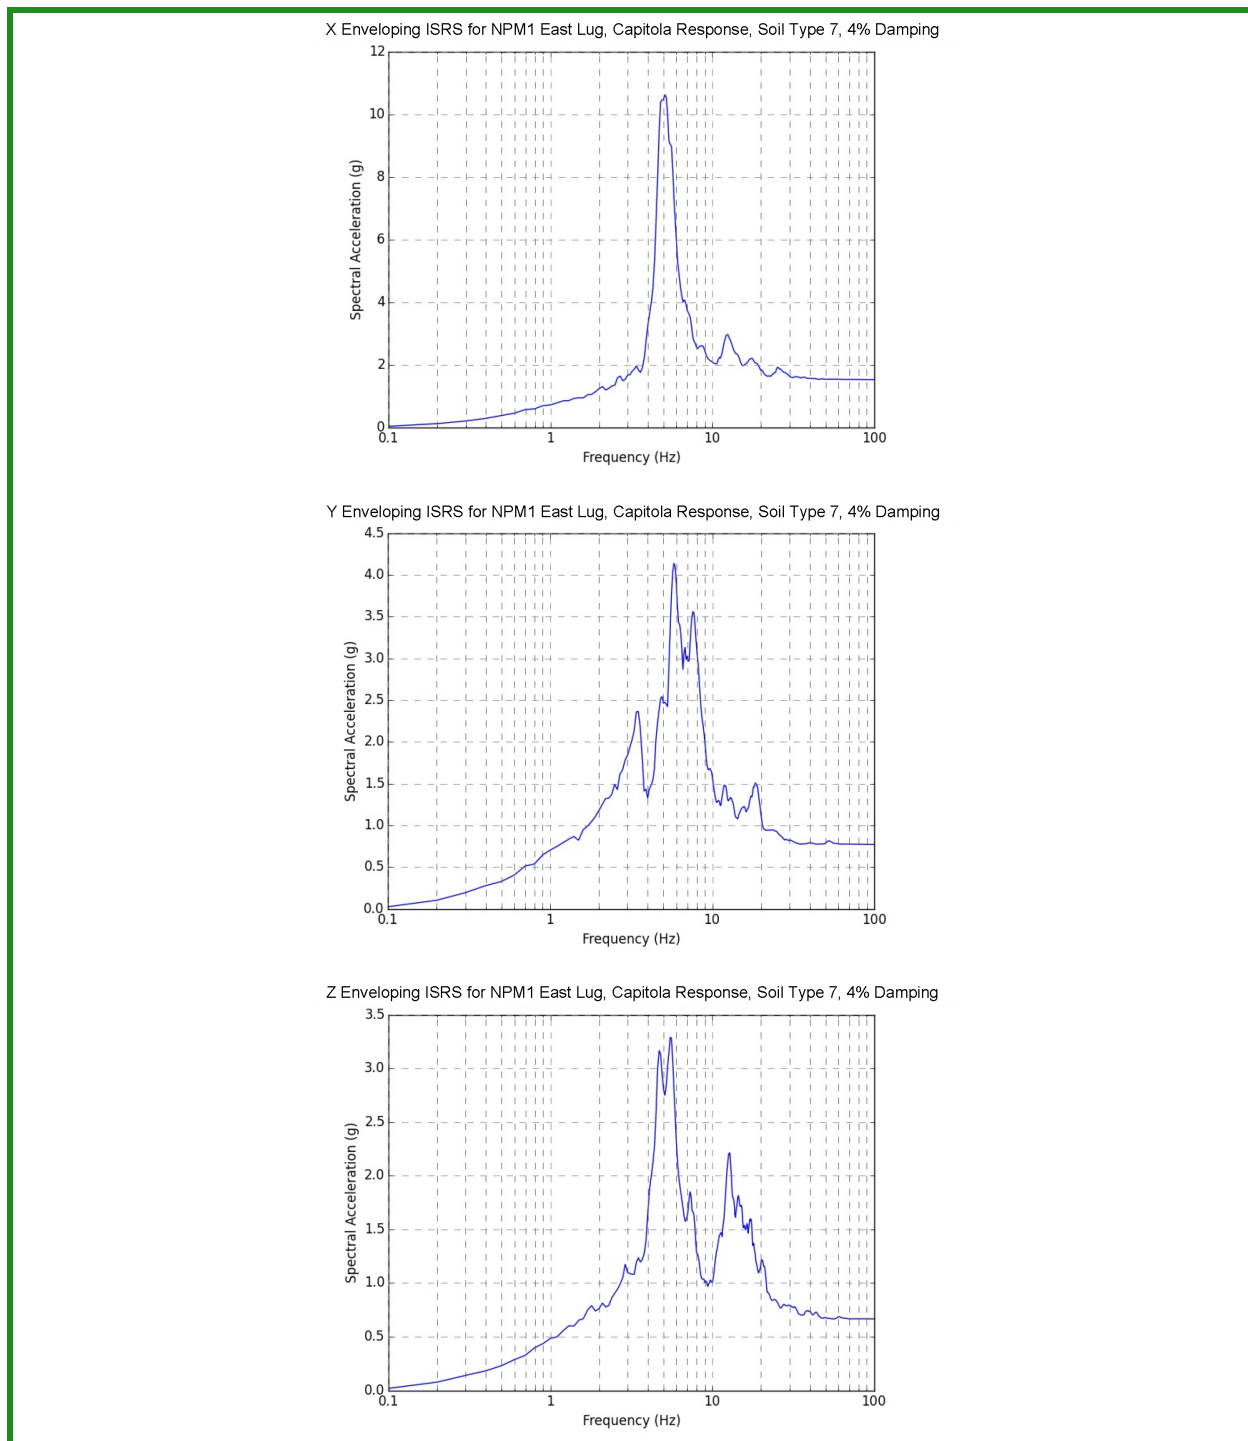 X Enveloping ISRS for NPM1 East Lug, Capitola Response, Soil Type 7, 4% Damping
12
10
8
6
4
2
0
Spectral Acceleration (g)
0.1 1 10 100
Frequency (Hz)
Y Enveloping ISRS for NPM1 East Lug, Capitola Response, Soil Type 7, 4% Damping
4.5
4.0
3.5
3.0
2.5
2.0
1.5
1.0
0.5
0.0
Spectral Acceleration (g)
0.1 1 10 100
Frequency (Hz)
Z Enveloping ISRS for NPM1 East Lug, Capitola Response, Soil Type 7, 4% Damping
3.5
3.0
2.5
2.0
1.5
1.0
0.5
0.0
Spectral Acceleration (g)
0.1 1 10 100
Frequency (Hz)